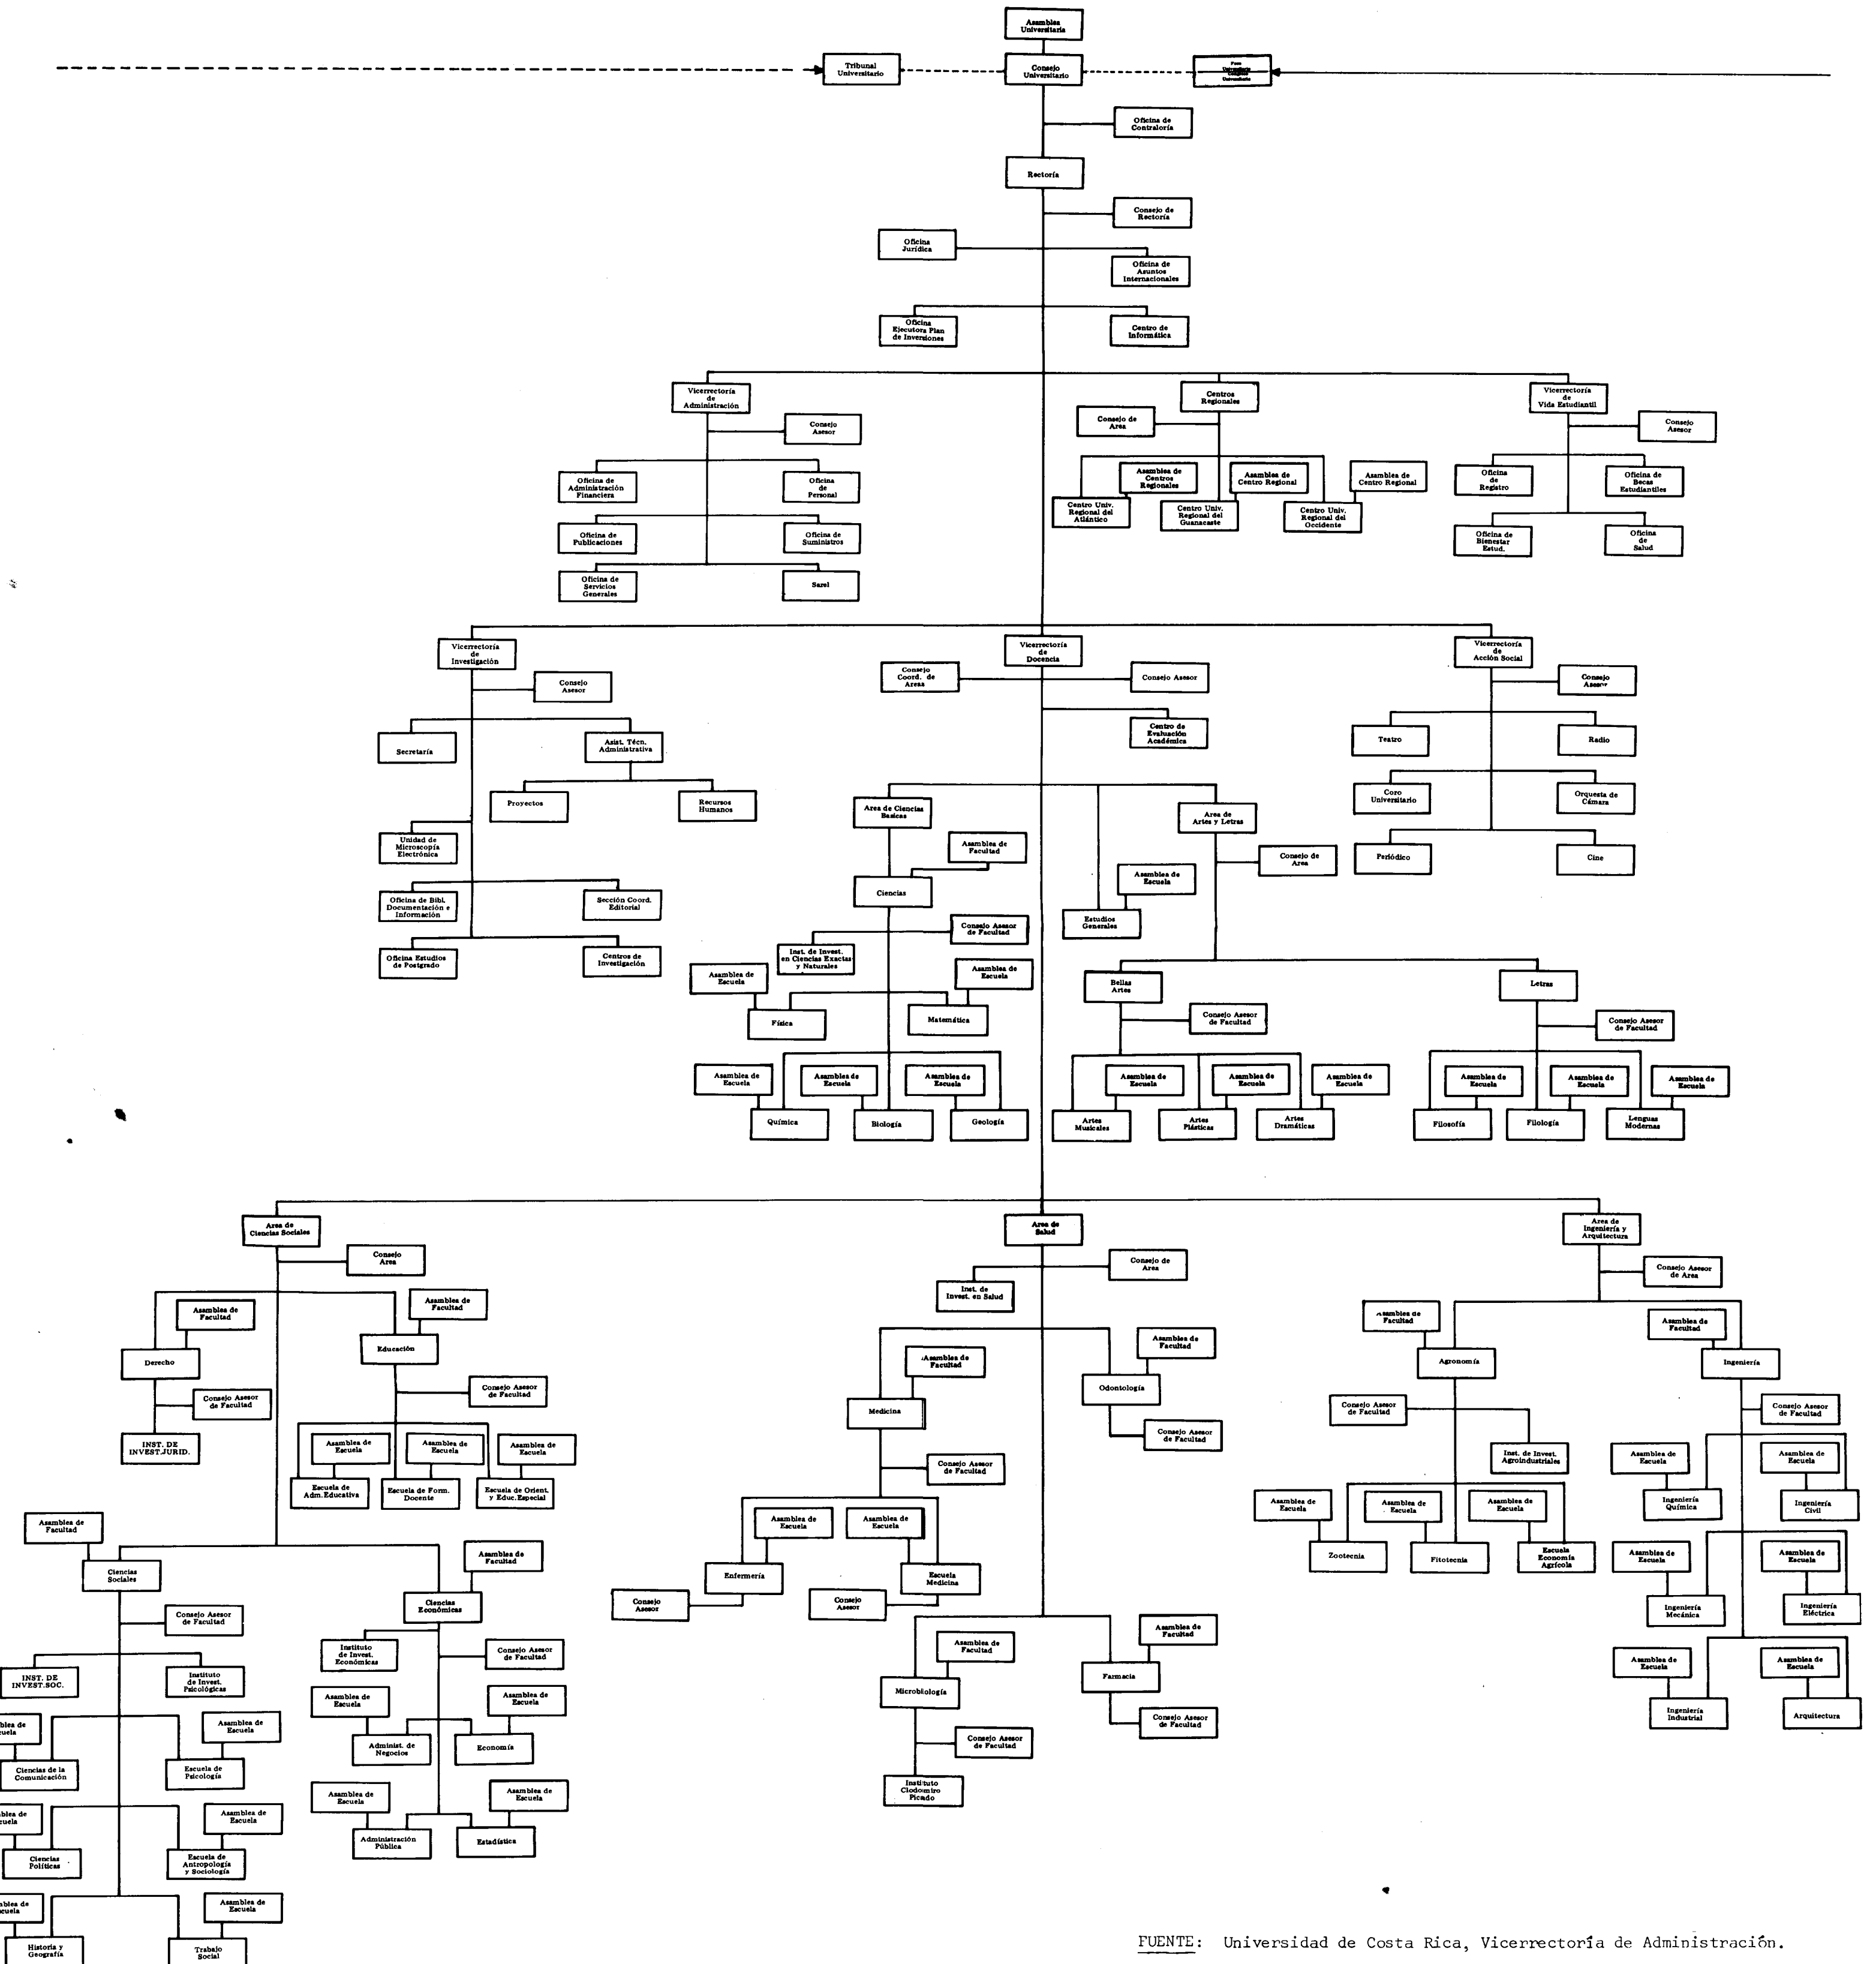 Asamblea
Universitaria
Tribunal
Universitario
Consejo
Universitario
Universitario
Congreso
Universitario
Oficina de
Contraloría
Rectoría
Consejo de
Rectoría
Oficina
Jurídica
Oficina de
Asuntos
Internacionales
Oficina
Ejecutora Plan
de Inversiones
Centro de
Informática
Vicerrectoría
de
Administración
Centros
Regionales
Vicerrectoría
de
Vida Estudiantil
Consejo
Asesor
Consejo de
Area
Consejo
Asesor
Oficina de
Administración
Financiera
Oficina
de
Personal
Asamblea de
Centros
Regionales
Asamblea de
Centro Regional
Asamblea de
Centro Regional
Oficina
de
Registro
Oficina de
Becas
Estudiantiles
Centro Univ.
Regional del
Atlántico
Centro Univ.
Regional del
Guanacaste
Centro Univ.
Regional del
Occidente
Oficina de
Publicaciones
Oficina de
Suministros
Oficina de
Bienestar
Estud.
Oficina
de
Salud
Oficina de
Servicios
Generales
Sarel
Vicerrectoría
de
Investigación
Vicerrectoría
de
Docencia
Vicerrectoría
de
Acción Social
Consejo
Asesor
Consejo
Coord. de
Areas
Consejo Asesor
Consejo
Asesor
Secretaría
Asist. Técn.
Administrativa
Centro de
Evaluación
Académica
Teatro
Radio
Proyectos
Recursos
Humanos
Area de Ciencias
Basicas
Area de
Artes y Letras
Coro
Universitario
Orquesta de
Cámara
Unidad de
Microscopía
Electrónica
Asamblea de
Facultad
Consejo de
Area
Periódico
Cine
Oficina de Bibl.
Documentación e
Información
Sección Coord.
Editorial
Ciencias
Asamblea de
Escuela
Estudios
Generales
Oficina Estudios
de Postgrado
Centros de
Investigación
Inst. de Invest.
en Ciencias Exactas
y Naturales
Consejo Asesor
de Facultad
Asamblea de
Escuela
Asamblea de
Escuela
Bellas
Artes
Letras
Física
Matemática
Consejo Asesor
de Facultad
Consejo Asesor
de Facultad
Asamblea de
Escuela
Asamblea de
Escuela
Asamblea de
Escuela
Asamblea de
Escuela
Asamblea de
Escuela
Asamblea de
Escuela
Asamblea de
Escuela
Asamblea de
Escuela
Asamblea de
Escuela
Química
Biología
Geología
Artes
Musicales
Artes
Plásticas
Artes
Dramáticas
Filosofía
Filología
Lenguas
Modernas
Area de
Ciencias Sociales
Area de
Salud
Area de
Ingeniería y
Arquitectura
Consejo
Area
Consejo de
Area
Consejo Asesor
de Area
Inst. de
Invest. en Salud
Asamblea de
Facultad
Asamblea de
Facultad
Asamblea de
Facultad
Asamblea de
Facultad
Asamblea de
Facultad
Asamblea de
Facultad
Derecho
Educación
Odontología
Agronomía
Ingeniería
Consejo Asesor
de Facultad
Consejo Asesor
de Facultad
Medicina
Consejo Asesor
de Facultad
Consejo Asesor
de Facultad
Consejo Asesor
de Facultad
INST. DE
INVEST.JURID.
Asamblea de
Escuela
Asamblea de
Escuela
Asamblea de
Escuela
Consejo Asesor
de Facultad
Inst. de Invest.
Agroindustriales
Asamblea de
Escuela
Asamblea de
Escuela
Escuela de
Adm.Educativa
Escuela de Form.
Docente
Escuela de Orient.
y Educ.Especial
Asamblea de
Escuela
Asamblea de
Escuela
Asamblea de
Escuela
Ingeniería
Química
Ingeniería
Civil
Asamblea de
Facultad
Asamblea de
Escuela
Asamblea de
Escuela
Asamblea de
Facultad
Zootecnia
Fitotecnia
Escuela
Economía
Agrícola
Asamblea de
Escuela
Asamblea de
Escuela
Ciencias
Sociales
Enfermería
Escuela
Medicina
Ciencias
Económicas
Consejo
Asesor
Consejo
Asesor
Ingeniería
Mecánica
Ingeniería
Eléctrica
Consejo Asesor
de Facultad
Instituto
de Invest.
Económicas
Consejo Asesor
de Facultad
Asamblea de
Facultad
Asamblea de
Facultad
INST. DE
INVEST.SOC.
Instituto
de Invest.
Psicológicas
Microbiología
Farmacia
Asamblea de
Escuela
Asamblea de
Escuela
Asamblea de
Escuela
Asamblea de
Escuela
Ingeniería
Industrial
Arquitectura
blea de
cuela
Asamblea de
Escuela
Consejo Asesor
de Facultad
Consejo Asesor
de Facultad
Administ. de
Negocios
Economía
Ciencias de la
Comunicación
Escuela de
Psicología
Instituto
Clodomiro
Picado
Asamblea de
Escuela
Asamblea de
Escuela
blea de
cuela
Asamblea de
Escuela
Administración
Pública
Estadística
Ciencias
Políticas
Escuela de
Antropología
y Sociología
blea de
cuela
Asamblea de
Escuela
Historia y
Geografía
Trabajo
Social
FUENTE: Universidad de Costa Rica, Vicerrectoría de Administración.